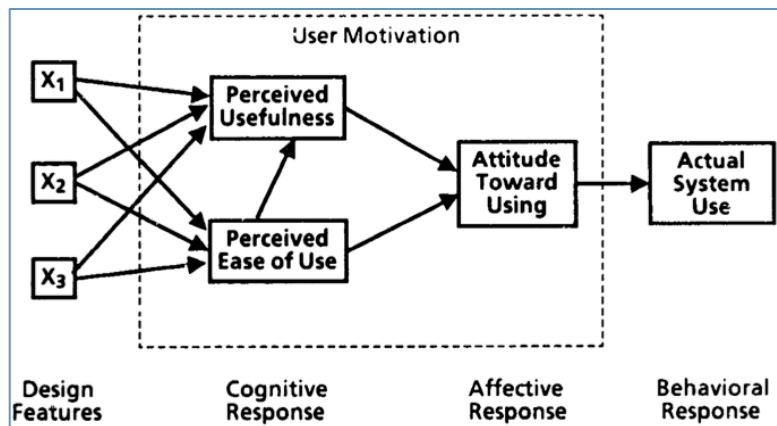 User Motivation
X1
X2
X3
Perceived
Usefulness
Perceived
Ease of Use
Attitude
Toward
Using
Actual
System
Use
Design
Features
Cognitive
Response
Affective
Response
Behavioral
Response